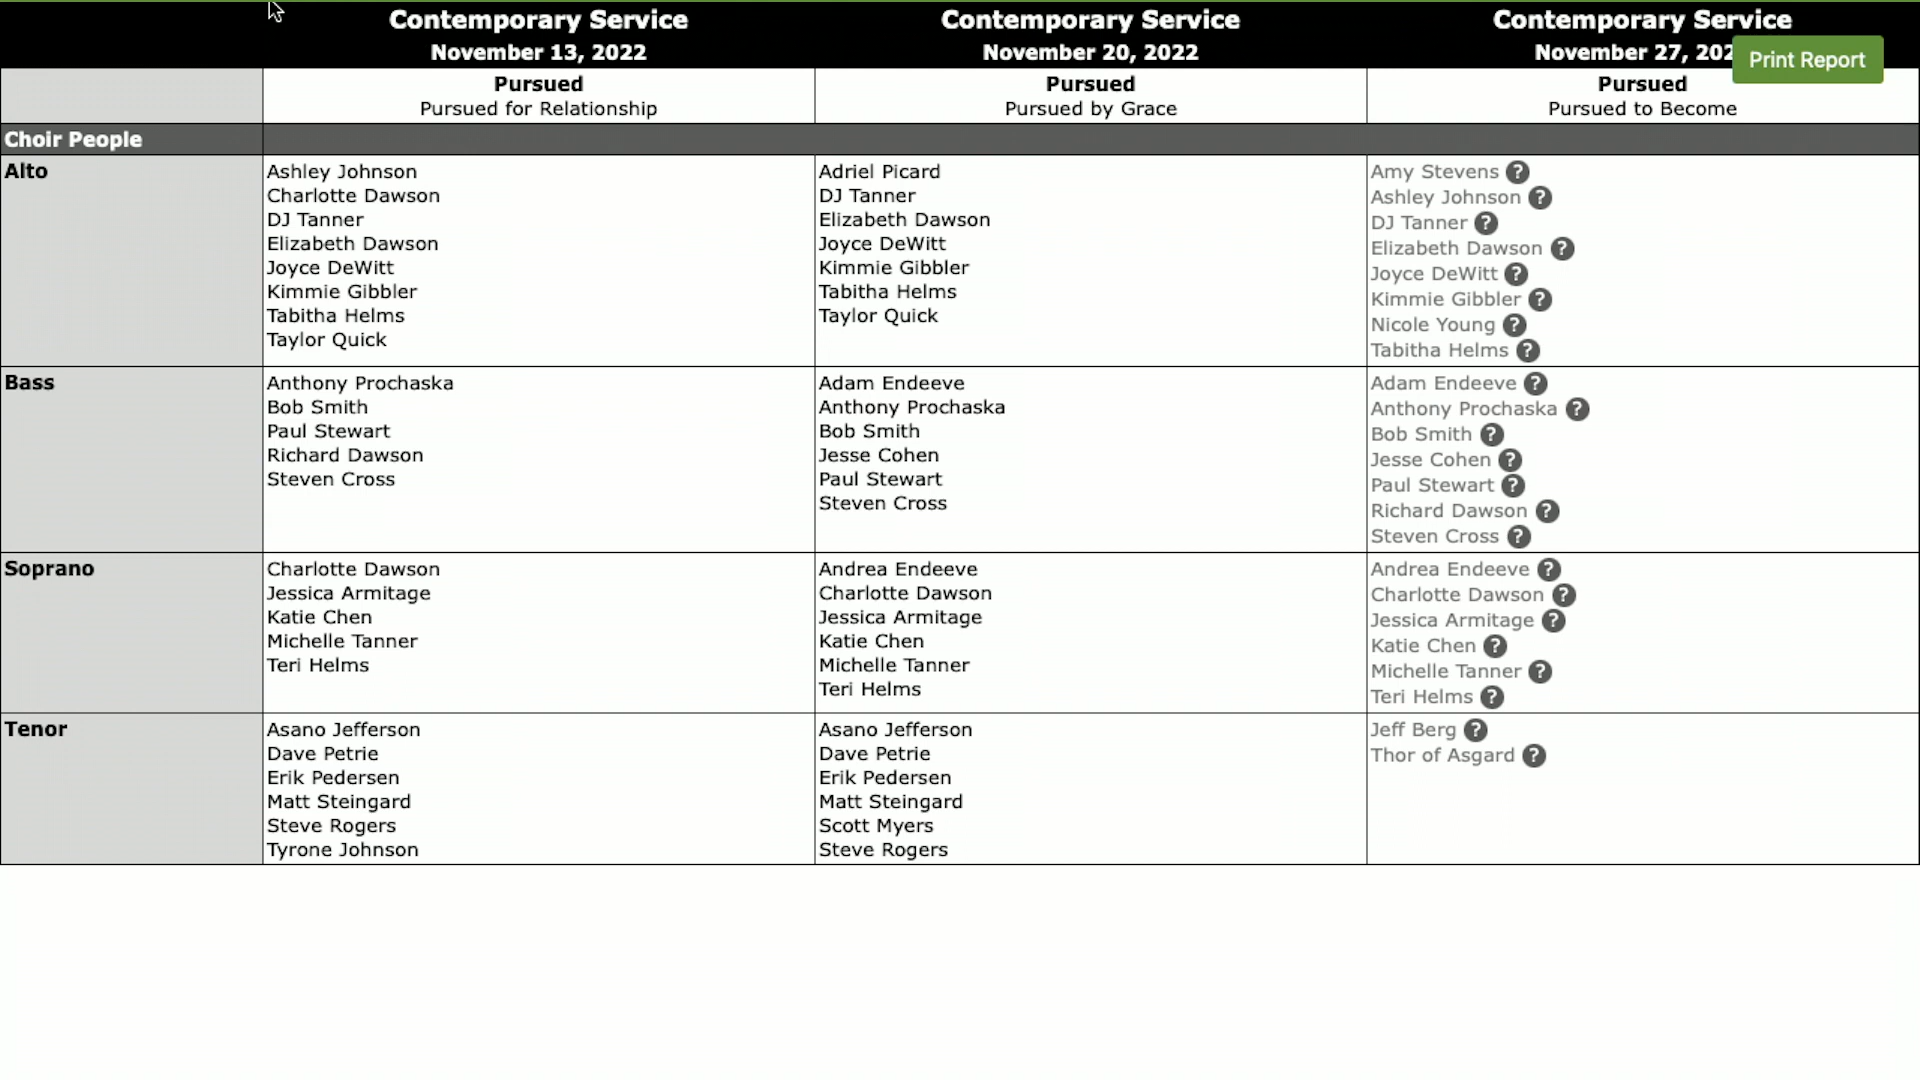 Contemporary Service
November 13, 2022
Contemporary Service
November 20, 2022
Contemporary Service
November 27, 202
Print Report
Pursued
Pursued for Relationship
Pursued
Pursued by Grace
Pursued
Pursued to Become
Choir People
Alto
Ashley Johnson
Charlotte Dawson
DJ Tanner
Elizabeth Dawson
Joyce DeWitt
Kimmie Gibbler
Tabitha Helms
Taylor Quick
Adriel Picard
DJ Tanner
Elizabeth Dawson
Joyce DeWitt
Kimmie Gibbler
Tabitha Helms
Taylor Quick
Amy Stevens ?
Ashley Johnson ?
DJ Tanner ?
Elizabeth Dawson ?
Joyce DeWitt ?
Kimmie Gibbler ?
Nicole Young ?
Tabitha Helms ?
Bass
Anthony Prochaska
Bob Smith
Paul Stewart
Richard Dawson
Steven Cross
Adam Endeeve
Anthony Prochaska
Bob Smith
Jesse Cohen
Paul Stewart
Steven Cross
Adam Endeeve ?
Anthony Prochaska ?
Bob Smith ?
Jesse Cohen ?
Paul Stewart ?
Richard Dawson ?
Steven Cross ?
Soprano
Charlotte Dawson
Jessica Armitage
Katie Chen
Michelle Tanner
Teri Helms
Andrea Endeeve
Charlotte Dawson
Jessica Armitage
Katie Chen
Michelle Tanner
Teri Helms
Andrea Endeeve ?
Charlotte Dawson ?
Jessica Armitage ?
Katie Chen ?
Michelle Tanner ?
Teri Helms ?
Tenor
Asano Jefferson
Dave Petrie
Erik Pedersen
Matt Steingard
Steve Rogers
Tyrone Johnson
Asano Jefferson
Dave Petrie
Erik Pedersen
Matt Steingard
Scott Myers
Steve Rogers
Jeff Berg ?
Thor of Asgard ?